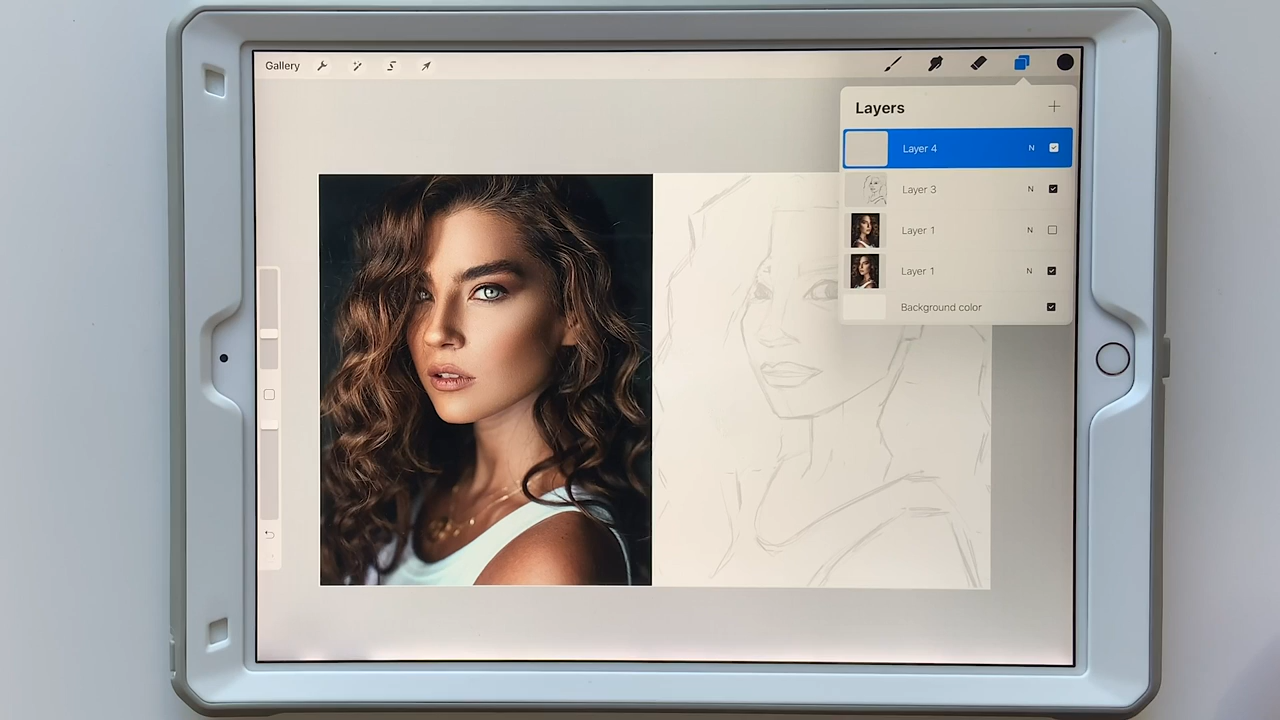 Gallery
Layers
Layer 4 N
Layer 3 N
Layer 1 N
Layer 1 N
Background color